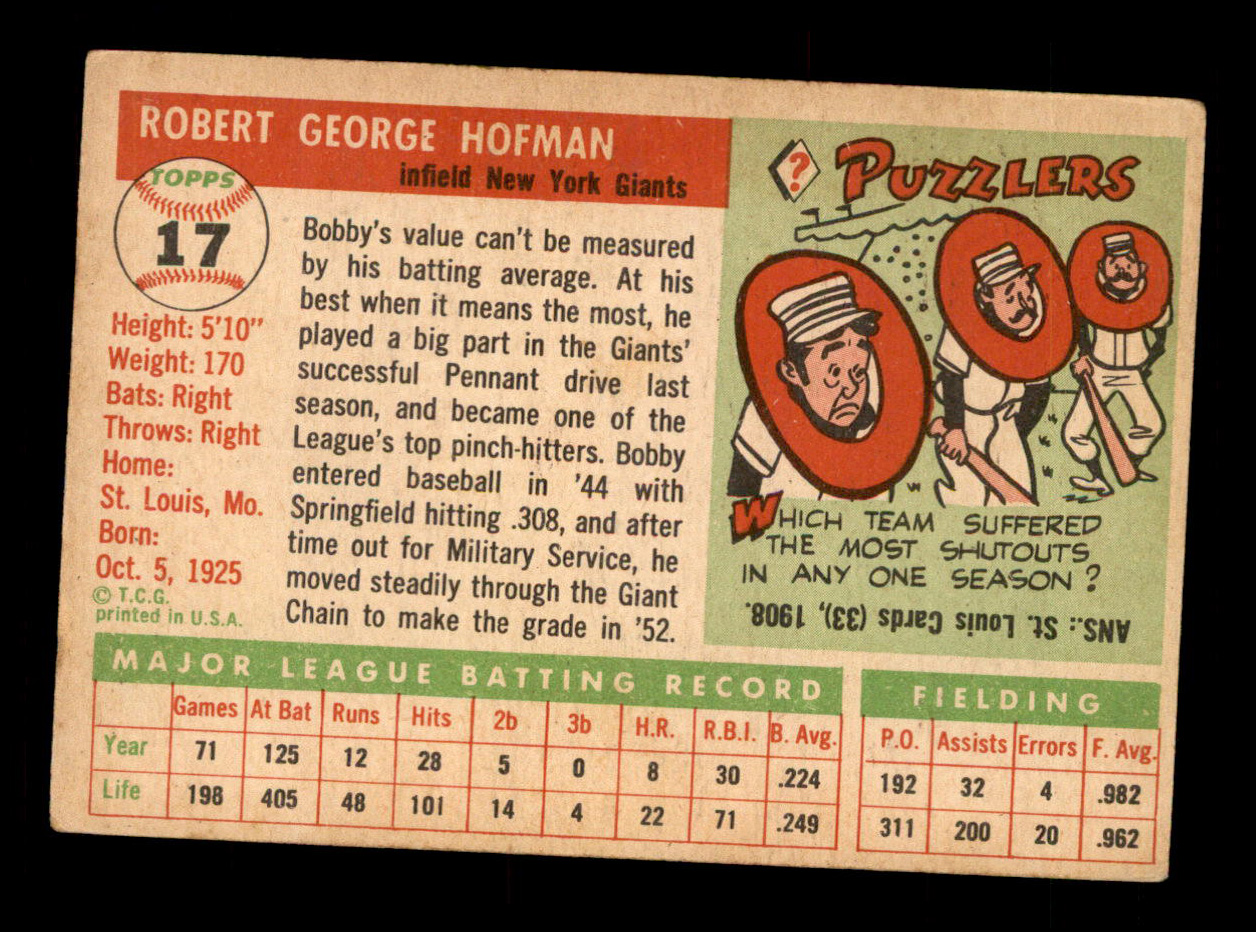 ROBERT GEORGE HOFMAN
infield New York Giants
TOPPS
17
Height: 5'10"
Weight: 170
Bats: Right
Throws: Right
Home:
St. Louis, Mo.
Born:
Oct. 5, 1925
© T.C.G.
printed in U.S.A.
Bobby's value can't be measured
by his batting average. At his
best when it means the most, he
played a big part in the Giants'
successful Pennant drive last
season, and became one of the
League's top pinch-hitters. Bobby
entered baseball in '44 with
Springfield hitting .308, and after
time out for Military Service, he
moved steadily through the Giant
Chain to make the grade in '52.
? PUZZLERS
WHICH TEAM SUFFERED
THE MOST SHUTOUTS
IN ANY ONE SEASON?
ANS.: St. Louis Cards (33), 1908.
MAJOR LEAGUE BATTING RECORD
Games At Bat Runs Hits 2b 3b H.R. R.B.I. B. Avg.
Year 71 125 12 28 5 0 8 30 .224
Life 198 405 48 101 14 4 22 71 .249
FIELDING
P.O. Assists Errors F. Avg.
192 32 4 .982
311 200 20 .962